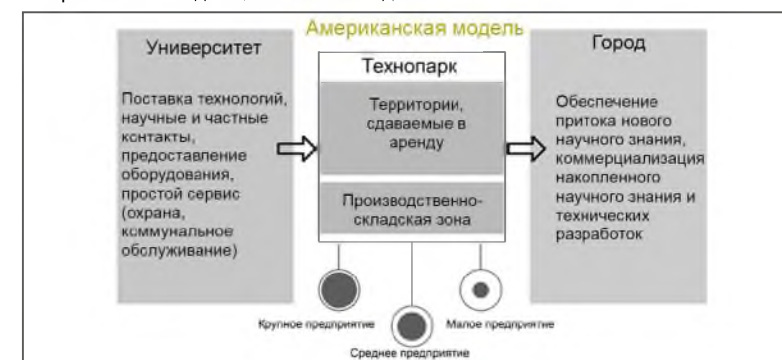 Американская модель
Университет
Поставка технологий,
научные и частные
контакты,
предоставление
оборудования,
простой сервис
(охрана,
коммунальное
обслуживание)
Технопарк
Территории,
сдаваемые в
аренду
Производственно-
складская зона
Город
Обеспечение
притока нового
научного знания,
коммерциализация
накопленного
научного знания и
технических
разработок
Крупное предприятие
Среднее предприятие
Малое предприятие